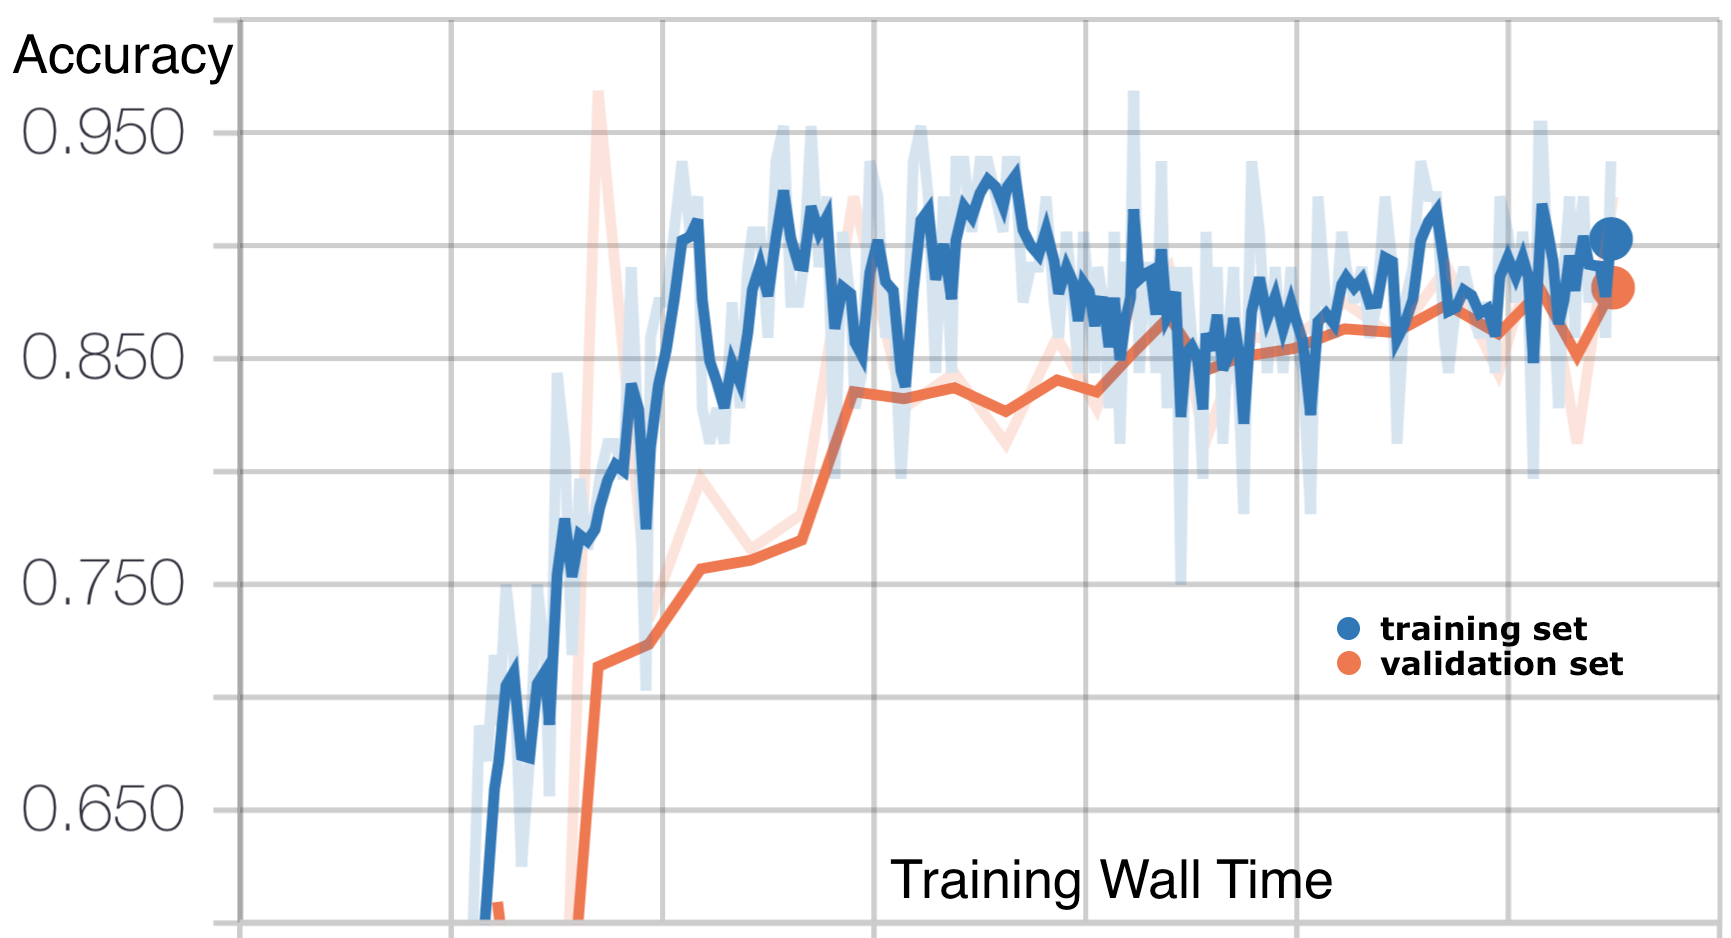 Accuracy
0.950
0.850
0.750
training set
validation set
0.650
Training Wall Time